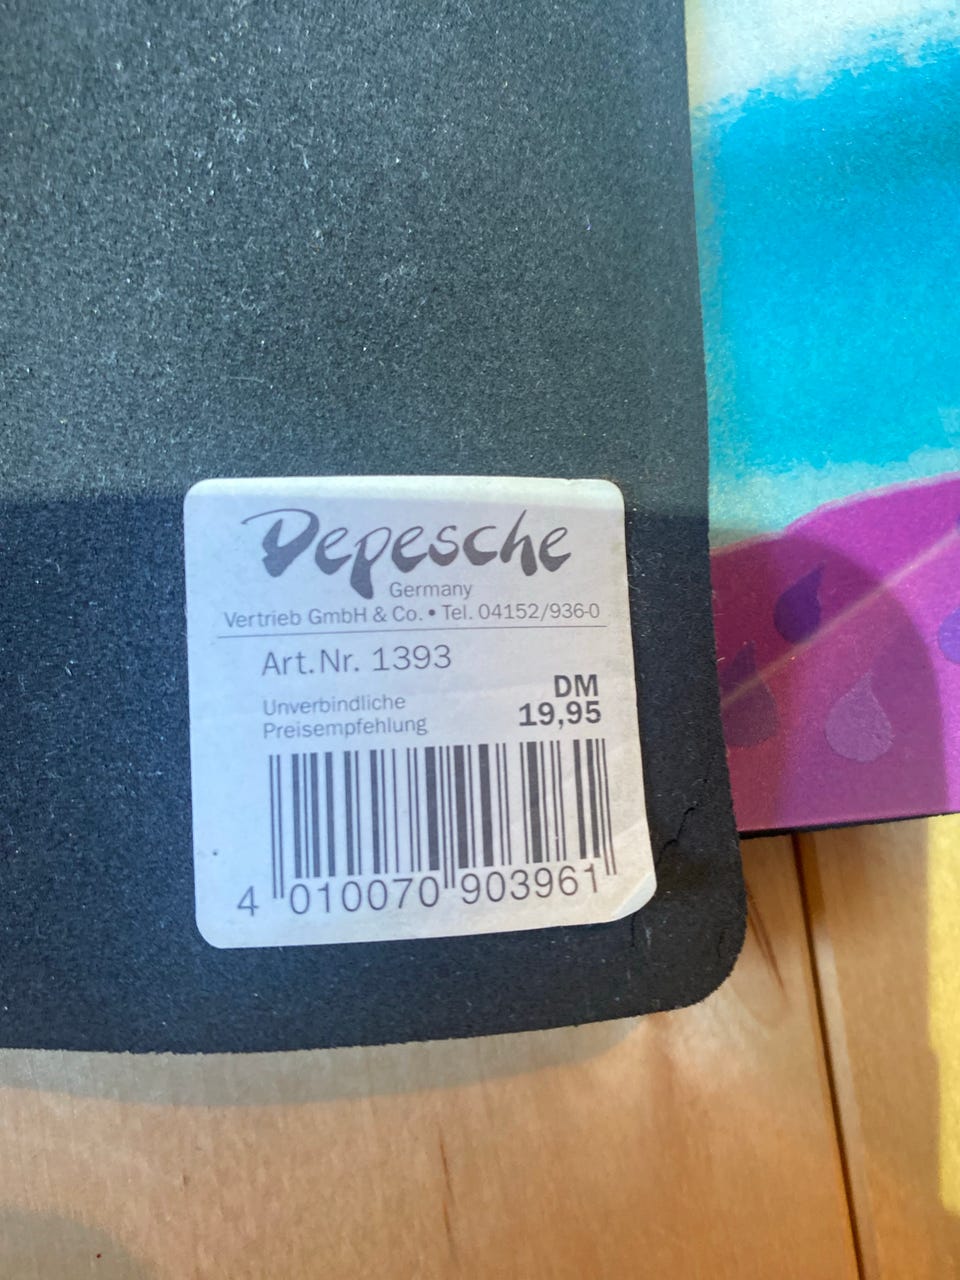 Depesche
Germany
Vertrieb GmbH & Co. • Tel. 04152/936-0
Art.Nr. 1393
Unverbindliche
Preisempfehlung
DM
19,95
4 010070 903961